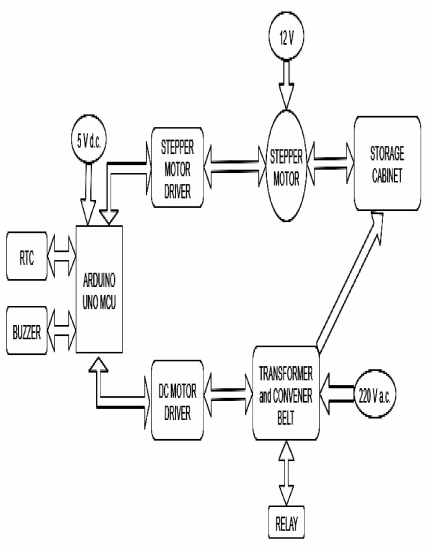 12 V
5 V d.c.
STEPPER
MOTOR
DRIVER
STEPPER
MOTOR
STORAGE
CABINET
RTC
ARDUINO
UNO MCU
BUZZER
DC MOTOR
DRIVER
TRANSFORMER
and CONVENER
BELT
220 V a.c.
RELAY